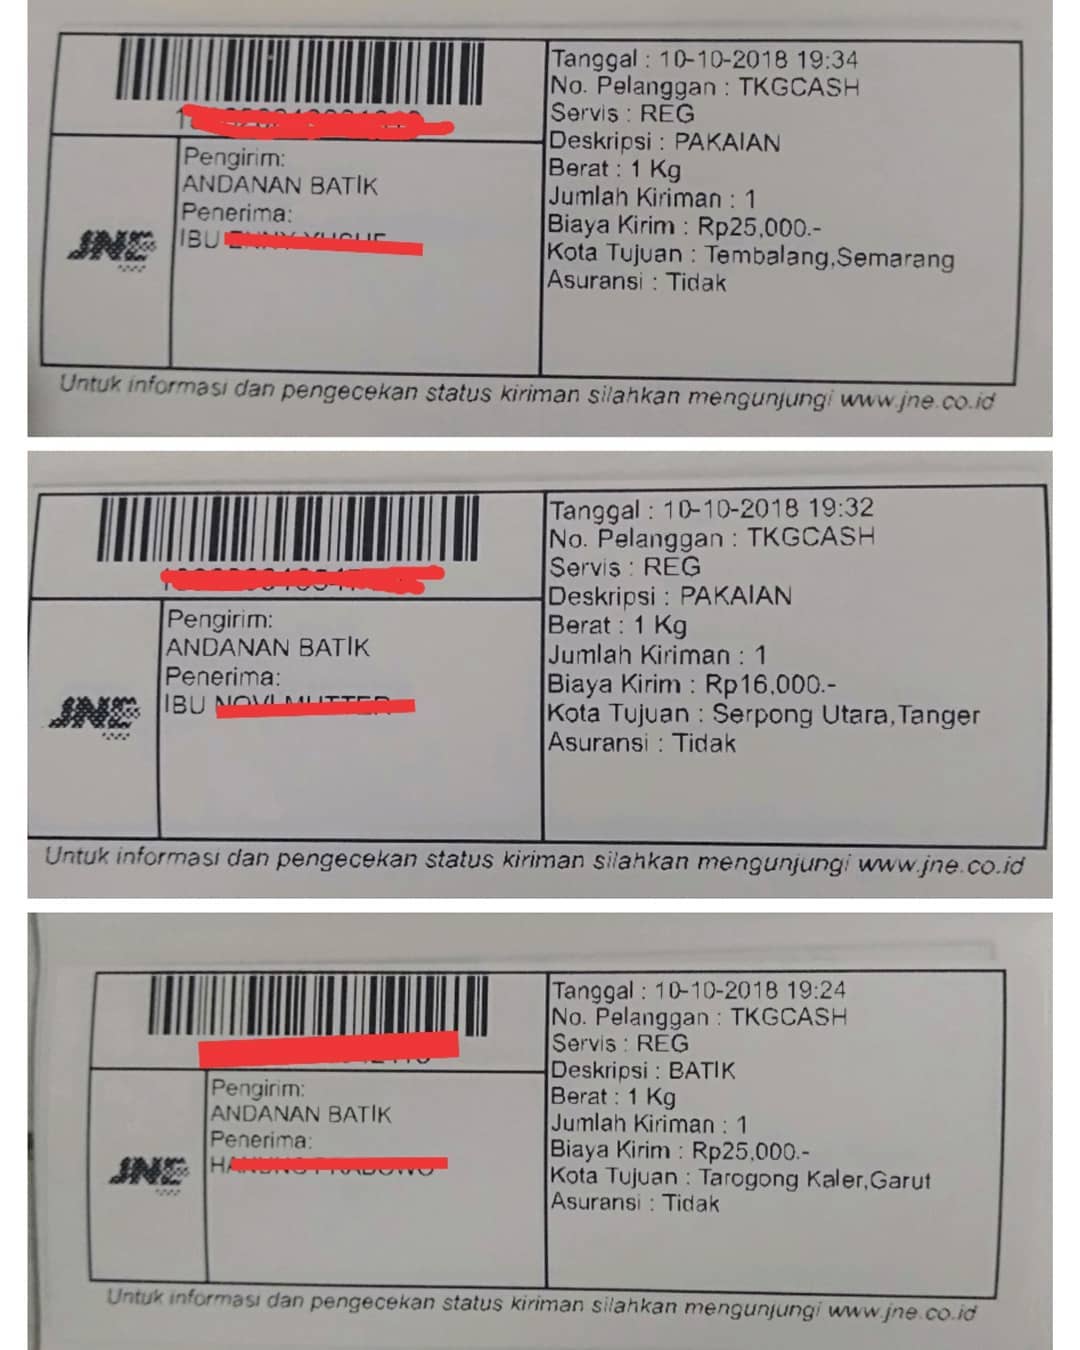 Tanggal : 10-10-2018 19:34
No. Pelanggan : TKGCASH
Servis : REG
Deskripsi : PAKAIAN
Berat : 1 Kg
Jumlah Kiriman : 1
Biaya Kirim : Rp25,000.-
Kota Tujuan : Tembalang,Semarang
Asuransi : Tidak
Pengirim:
ANDANAN BATIK
Penerima:
IBU
JNE
Untuk informasi dan pengecekan status kiriman silahkan mengunjungi www.jne.co.id
Tanggal : 10-10-2018 19:32
No. Pelanggan : TKGCASH
Servis : REG
Deskripsi : PAKAIAN
Berat : 1 Kg
Jumlah Kiriman : 1
Biaya Kirim : Rp16,000.-
Kota Tujuan : Serpong Utara,Tanger
Asuransi : Tidak
Pengirim:
ANDANAN BATIK
Penerima:
IBU
JNE
Untuk informasi dan pengecekan status kiriman silahkan mengunjungi www.jne.co.id
Tanggal : 10-10-2018 19:24
No. Pelanggan : TKGCASH
Servis : REG
Deskripsi : BATIK
Berat : 1 Kg
Jumlah Kiriman : 1
Biaya Kirim : Rp25,000.-
Kota Tujuan : Tarogong Kaler,Garut
Asuransi : Tidak
Pengirim:
ANDANAN BATIK
Penerima:
JNE
Untuk informasi dan pengecekan status kiriman silahkan mengunjungi www.jne.co.id